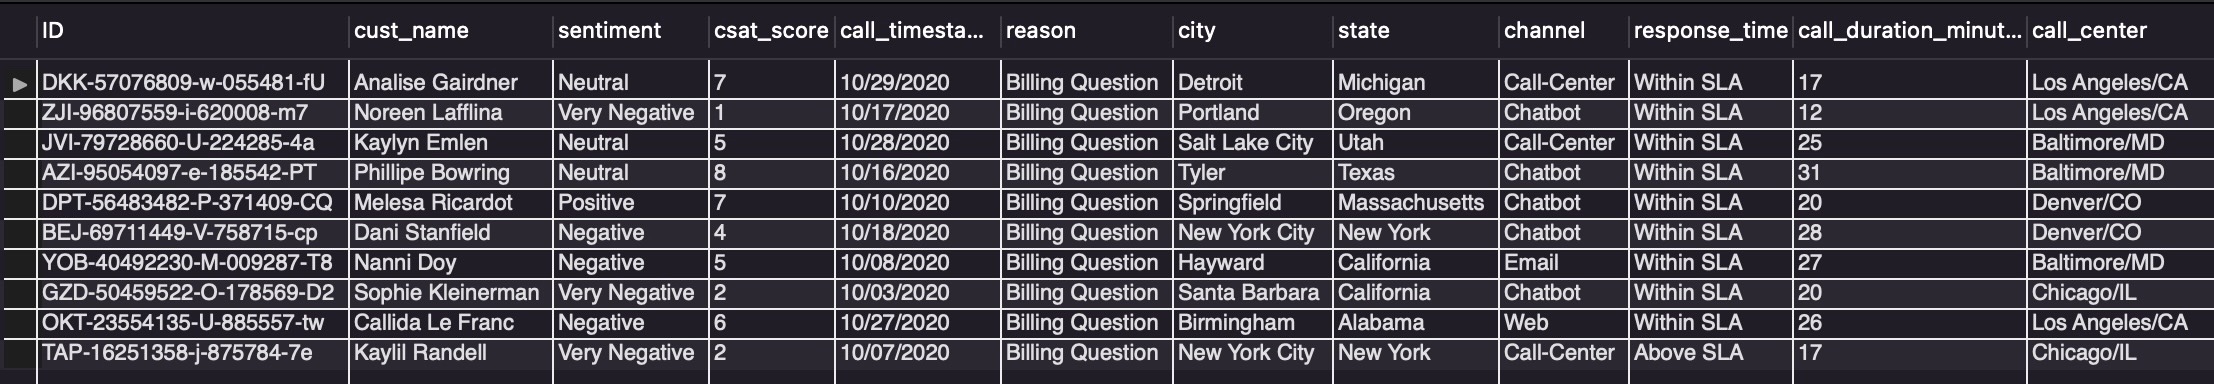 ID cust_name sentiment csat_score call_timesta... reason city state channel response_time call_duration_minut... call_center
DKK-57076809-w-055481-fU Analise Gairdner Neutral 7 10/29/2020 Billing Question Detroit Michigan Call-Center Within SLA 17 Los Angeles/CA
ZJI-96807559-i-620008-m7 Noreen Lafflina Very Negative 1 10/17/2020 Billing Question Portland Oregon Chatbot Within SLA 12 Los Angeles/CA
JVI-79728660-U-224285-4a Kaylyn Emlen Neutral 5 10/28/2020 Billing Question Salt Lake City Utah Call-Center Within SLA 25 Baltimore/MD
AZI-95054097-e-185542-PT Phillipe Bowring Neutral 8 10/16/2020 Billing Question Tyler Texas Chatbot Within SLA 31 Baltimore/MD
DPT-56483482-P-371409-CQ Melesa Ricardot Positive 7 10/10/2020 Billing Question Springfield Massachusetts Chatbot Within SLA 20 Denver/CO
BEJ-69711449-V-758715-cp Dani Stanfield Negative 4 10/18/2020 Billing Question New York City New York Chatbot Within SLA 28 Denver/CO
YOB-40492230-M-009287-T8 Nanni Doy Negative 5 10/08/2020 Billing Question Hayward California Email Within SLA 27 Baltimore/MD
GZD-50459522-O-178569-D2 Sophie Kleinerman Very Negative 2 10/03/2020 Billing Question Santa Barbara California Chatbot Within SLA 20 Chicago/IL
OKT-23554135-U-885557-tw Callida Le Franc Negative 6 10/27/2020 Billing Question Birmingham Alabama Web Within SLA 26 Los Angeles/CA
TAP-16251358-j-875784-7e Kaylil Randell Very Negative 2 10/07/2020 Billing Question New York City New York Call-Center Above SLA 17 Chicago/IL